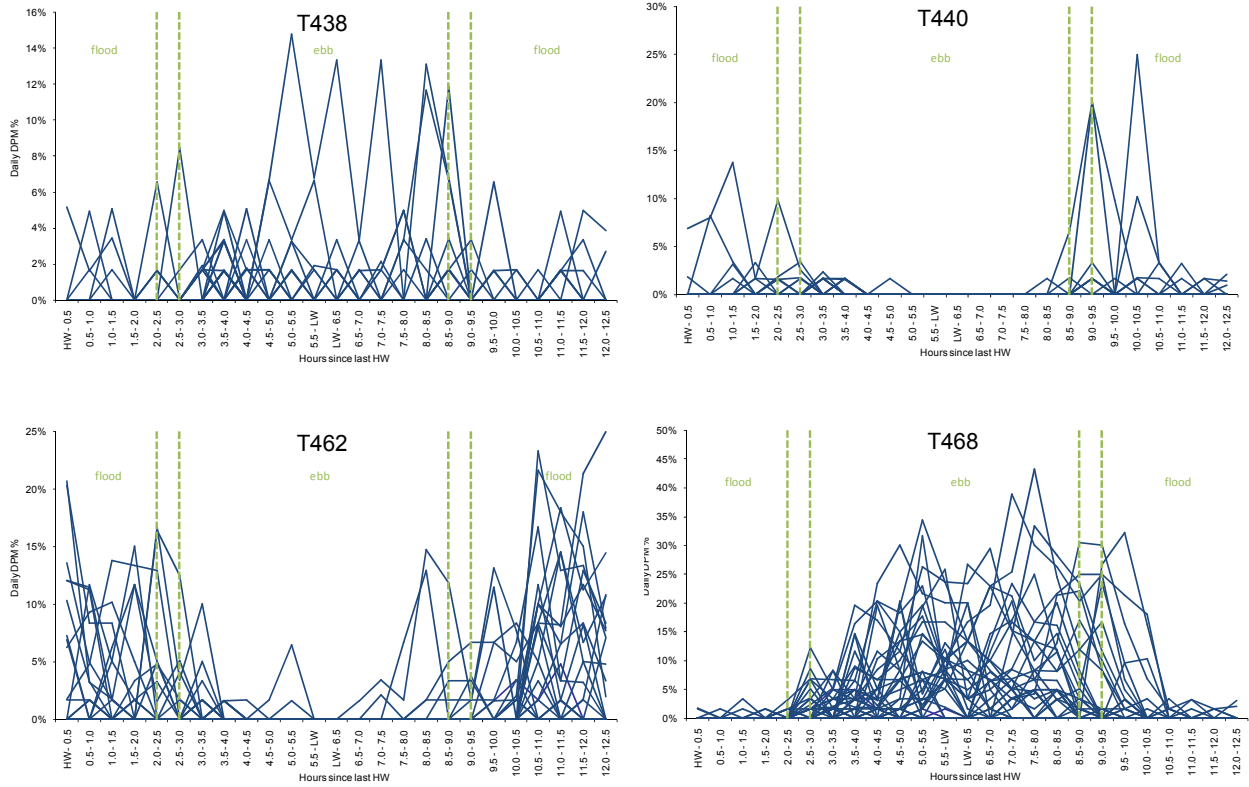 T438
16%
14%
12%
10%
8%
6%
4%
2%
0%
Daily DPM %
flood
ebb
flood
HW - 0.5
0.5 - 1.0
1.0 - 1.5
1.5 - 2.0
2.0 - 2.5
2.5 - 3.0
3.0 - 3.5
3.5 - 4.0
4.0 - 4.5
4.5 - 5.0
5.0 - 5.5
5.5 - LW
LW - 6.5
6.5 - 7.0
7.0 - 7.5
7.5 - 8.0
8.0 - 8.5
8.5 - 9.0
9.0 - 9.5
9.5 - 10.0
10.0 - 10.5
10.5 - 11.0
11.0 - 11.5
11.5 - 12.0
12.0 - 12.5
Hours since last HW
T440
30%
25%
20%
15%
10%
5%
0%
flood
ebb
flood
HW - 0.5
0.5 - 1.0
1.0 - 1.5
1.5 - 2.0
2.0 - 2.5
2.5 - 3.0
3.0 - 3.5
3.5 - 4.0
4.0 - 4.5
4.5 - 5.0
5.0 - 5.5
5.5 - LW
LW - 6.5
6.5 - 7.0
7.0 - 7.5
7.5 - 8.0
8.0 - 8.5
8.5 - 9.0
9.0 - 9.5
9.5 - 10.0
10.0 - 10.5
10.5 - 11.0
11.0 - 11.5
11.5 - 12.0
12.0 - 12.5
Hours since last HW
T462
25%
20%
15%
10%
5%
0%
Daily DPM %
flood
ebb
flood
HW - 0.5
0.5 - 1.0
1.0 - 1.5
1.5 - 2.0
2.0 - 2.5
2.5 - 3.0
3.0 - 3.5
3.5 - 4.0
4.0 - 4.5
4.5 - 5.0
5.0 - 5.5
5.5 - LW
LW - 6.5
6.5 - 7.0
7.0 - 7.5
7.5 - 8.0
8.0 - 8.5
8.5 - 9.0
9.0 - 9.5
9.5 - 10.0
10.0 - 10.5
10.5 - 11.0
11.0 - 11.5
11.5 - 12.0
12.0 - 12.5
Hours since last HW
T468
50%
45%
40%
35%
30%
25%
20%
15%
10%
5%
0%
Daily DPM %
flood
ebb
flood
HW - 0.5
0.5 - 1.0
1.0 - 1.5
1.5 - 2.0
2.0 - 2.5
2.5 - 3.0
3.0 - 3.5
3.5 - 4.0
4.0 - 4.5
4.5 - 5.0
5.0 - 5.5
5.5 - LW
LW - 6.5
6.5 - 7.0
7.0 - 7.5
7.5 - 8.0
8.0 - 8.5
8.5 - 9.0
9.0 - 9.5
9.5 - 10.0
10.0 - 10.5
10.5 - 11.0
11.0 - 11.5
11.5 - 12.0
12.0 - 12.5
Hours since last HW